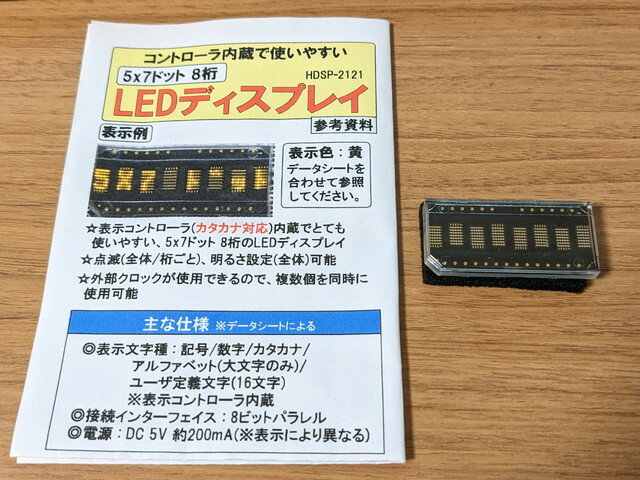 コントローラ内蔵で使いやすい
5x7ドット 8桁
HDSP-2121
LEDディスプレイ
参考資料
表示例
5x7
表示色:黄
データシートを
合わせて参照
してください。
☆表示コントローラ(カタカナ対応)内蔵でとても
使いやすい、5x7ドット 8桁のLEDディスプレイ
☆点滅(全体/桁ごと)、明るさ設定(全体)可能
☆外部クロックが使用できるので、複数個を同時に
使用可能
主な仕様 ※データシートによる
◎表示文字種:記号/数字/カタカナ/
アルファベット(大文字のみ)/
ユーザ定義文字(16文字)
※表示コントローラ内蔵
◎接続インターフェイス:8ビットパラレル
◎電源:DC 5V 約200mA(※表示により異なる)